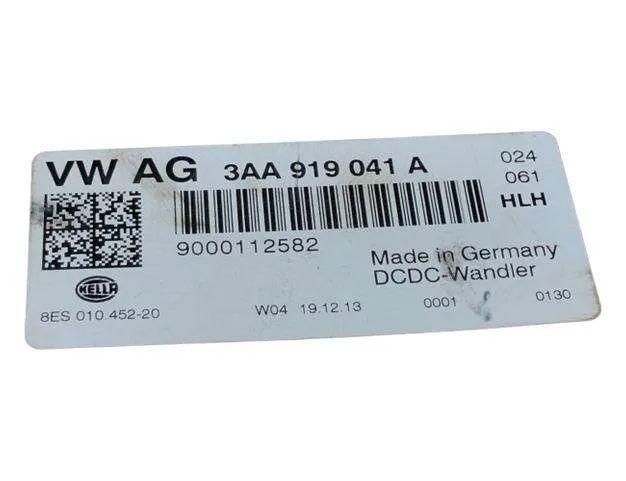 VW AG 3AA 919 041 A 024
061
HLH
9000112582
Made in Germany
DCDC-Wandler
HELLA
8ES 010.452-20 W04 19.12.13 0001 0130